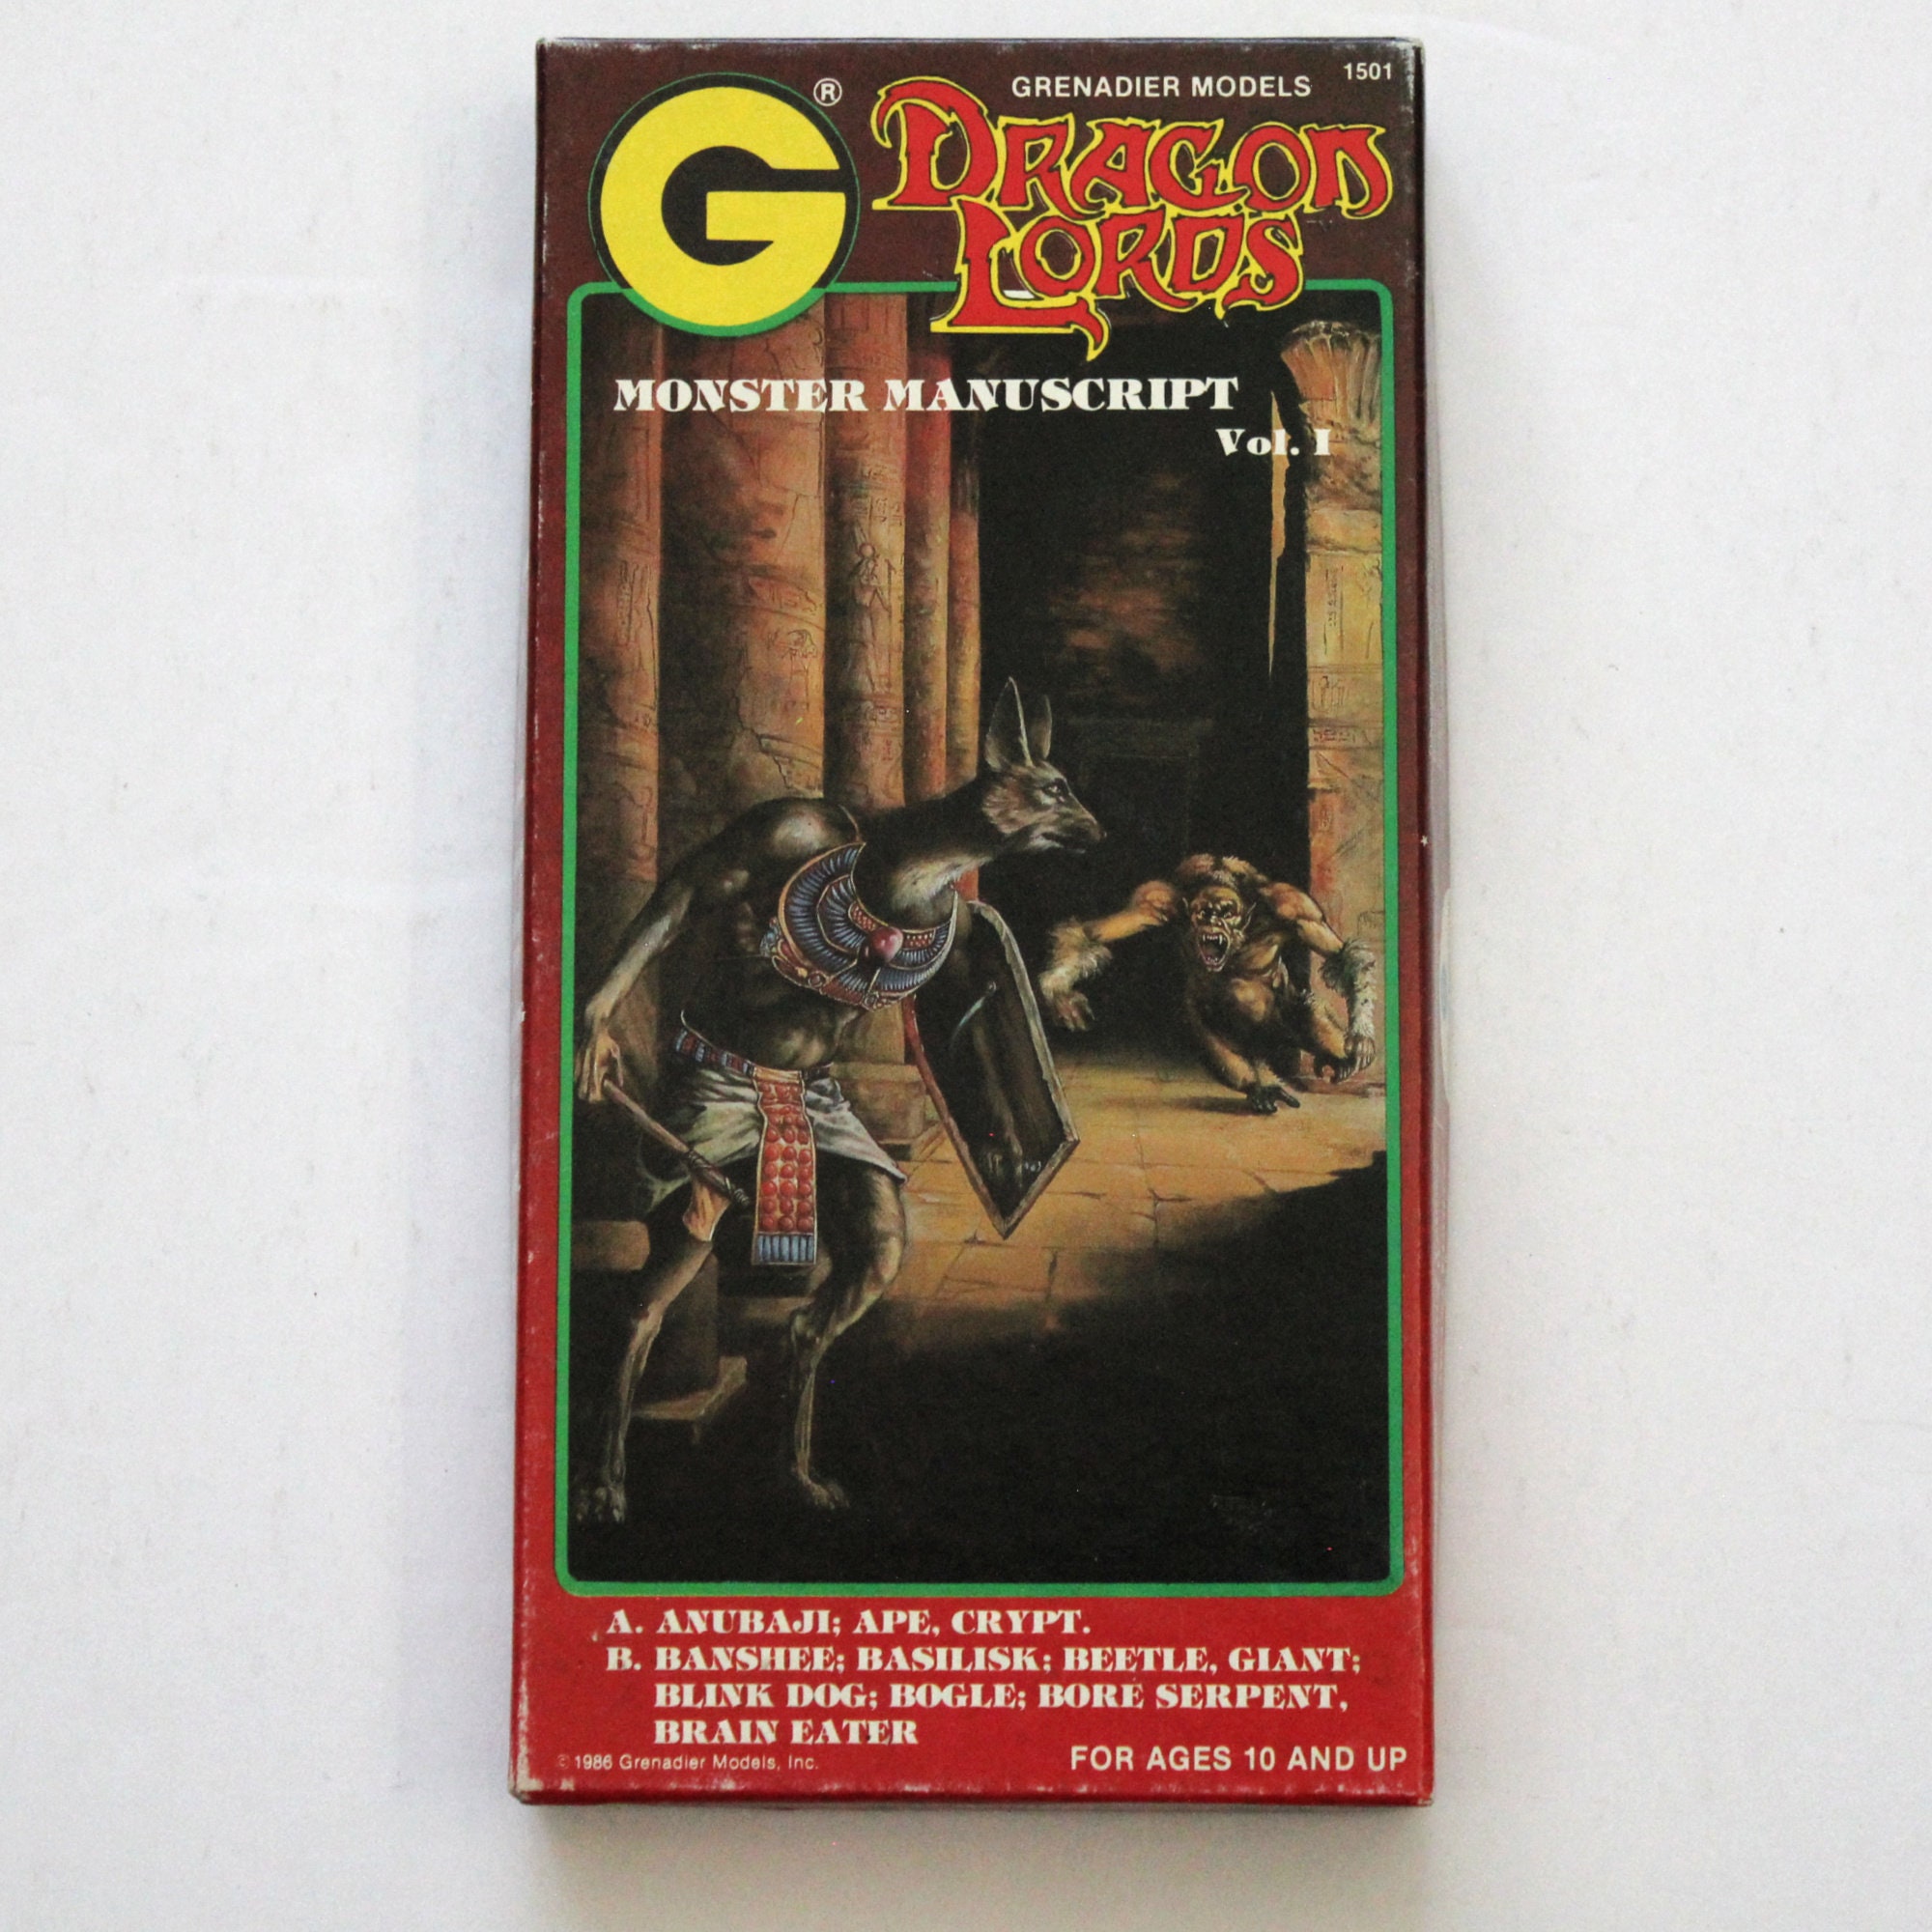 GRENADIER MODELS
1501
G ®
DRAGON
LORDS
MONSTER MANUSCRIPT
Vol. I
A. ANUBAJI; APE, CRYPT.
B. BANSHEE; BASILISK; BEETLE, GIANT;
BLINK DOG; BOGLE; BORE SERPENT,
BRAIN EATER
© 1986 Grenadier Models, Inc.
FOR AGES 10 AND UP